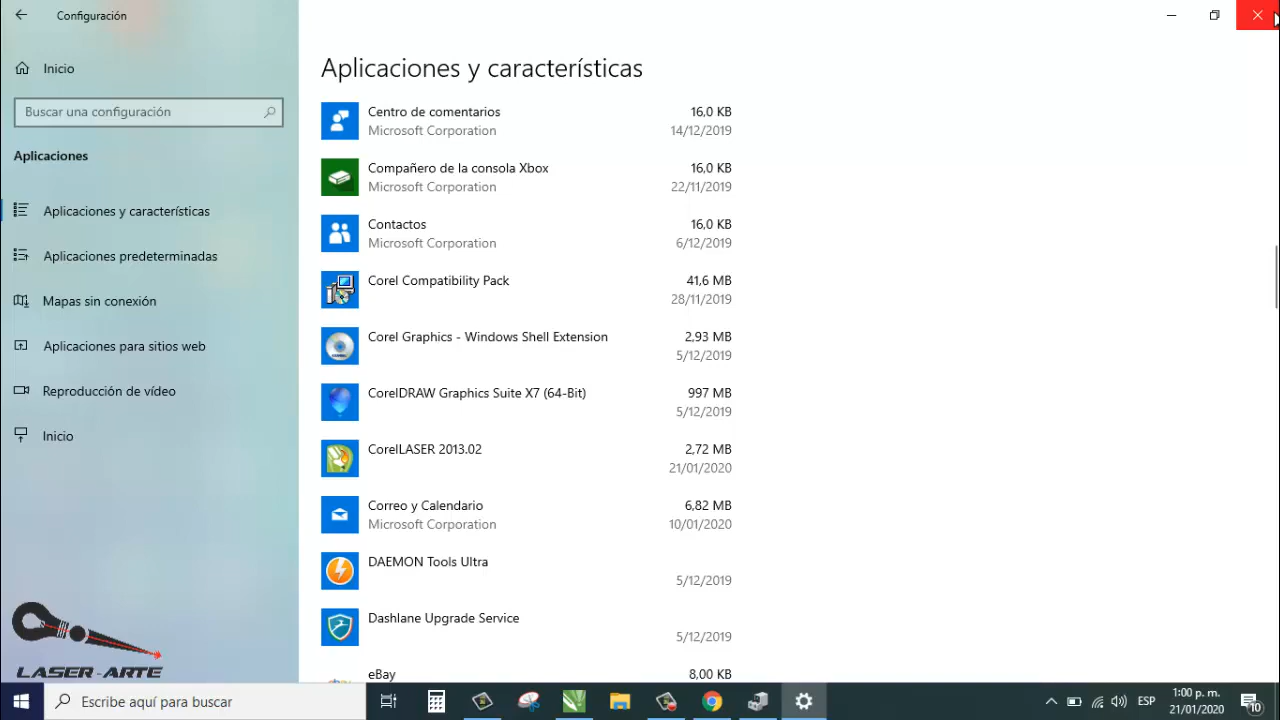 Configuración
Inicio
Buscar una configuración
Aplicaciones
Aplicaciones y características
Aplicaciones predeterminadas
Mapas sin conexión
Aplicaciones para sitios web
Reproducción de vídeo
Inicio
LASER-ARTE
Aplicaciones y características
Centro de comentarios 16,0 KB
Microsoft Corporation 14/12/2019
Compañero de la consola Xbox 16,0 KB
Microsoft Corporation 22/11/2019
Contactos 16,0 KB
Microsoft Corporation 6/12/2019
Corel Compatibility Pack 41,6 MB
28/11/2019
Corel Graphics - Windows Shell Extension 2,93 MB
5/12/2019
CorelDRAW Graphics Suite X7 (64-Bit) 997 MB
5/12/2019
CorelLASER 2013.02 2,72 MB
21/01/2020
Correo y Calendario 6,82 MB
Microsoft Corporation 10/01/2020
DAEMON Tools Ultra
5/12/2019
Dashlane Upgrade Service
5/12/2019
eBay 8,00 KB
Escribe aquí para buscar
ESP
1:00 p. m.
21/01/2020
10